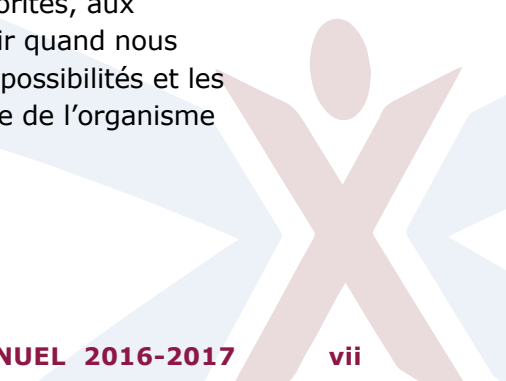 orités, aux
ir quand nous
possibilités et les
e de l’organisme
NUEL 2016-2017 vii